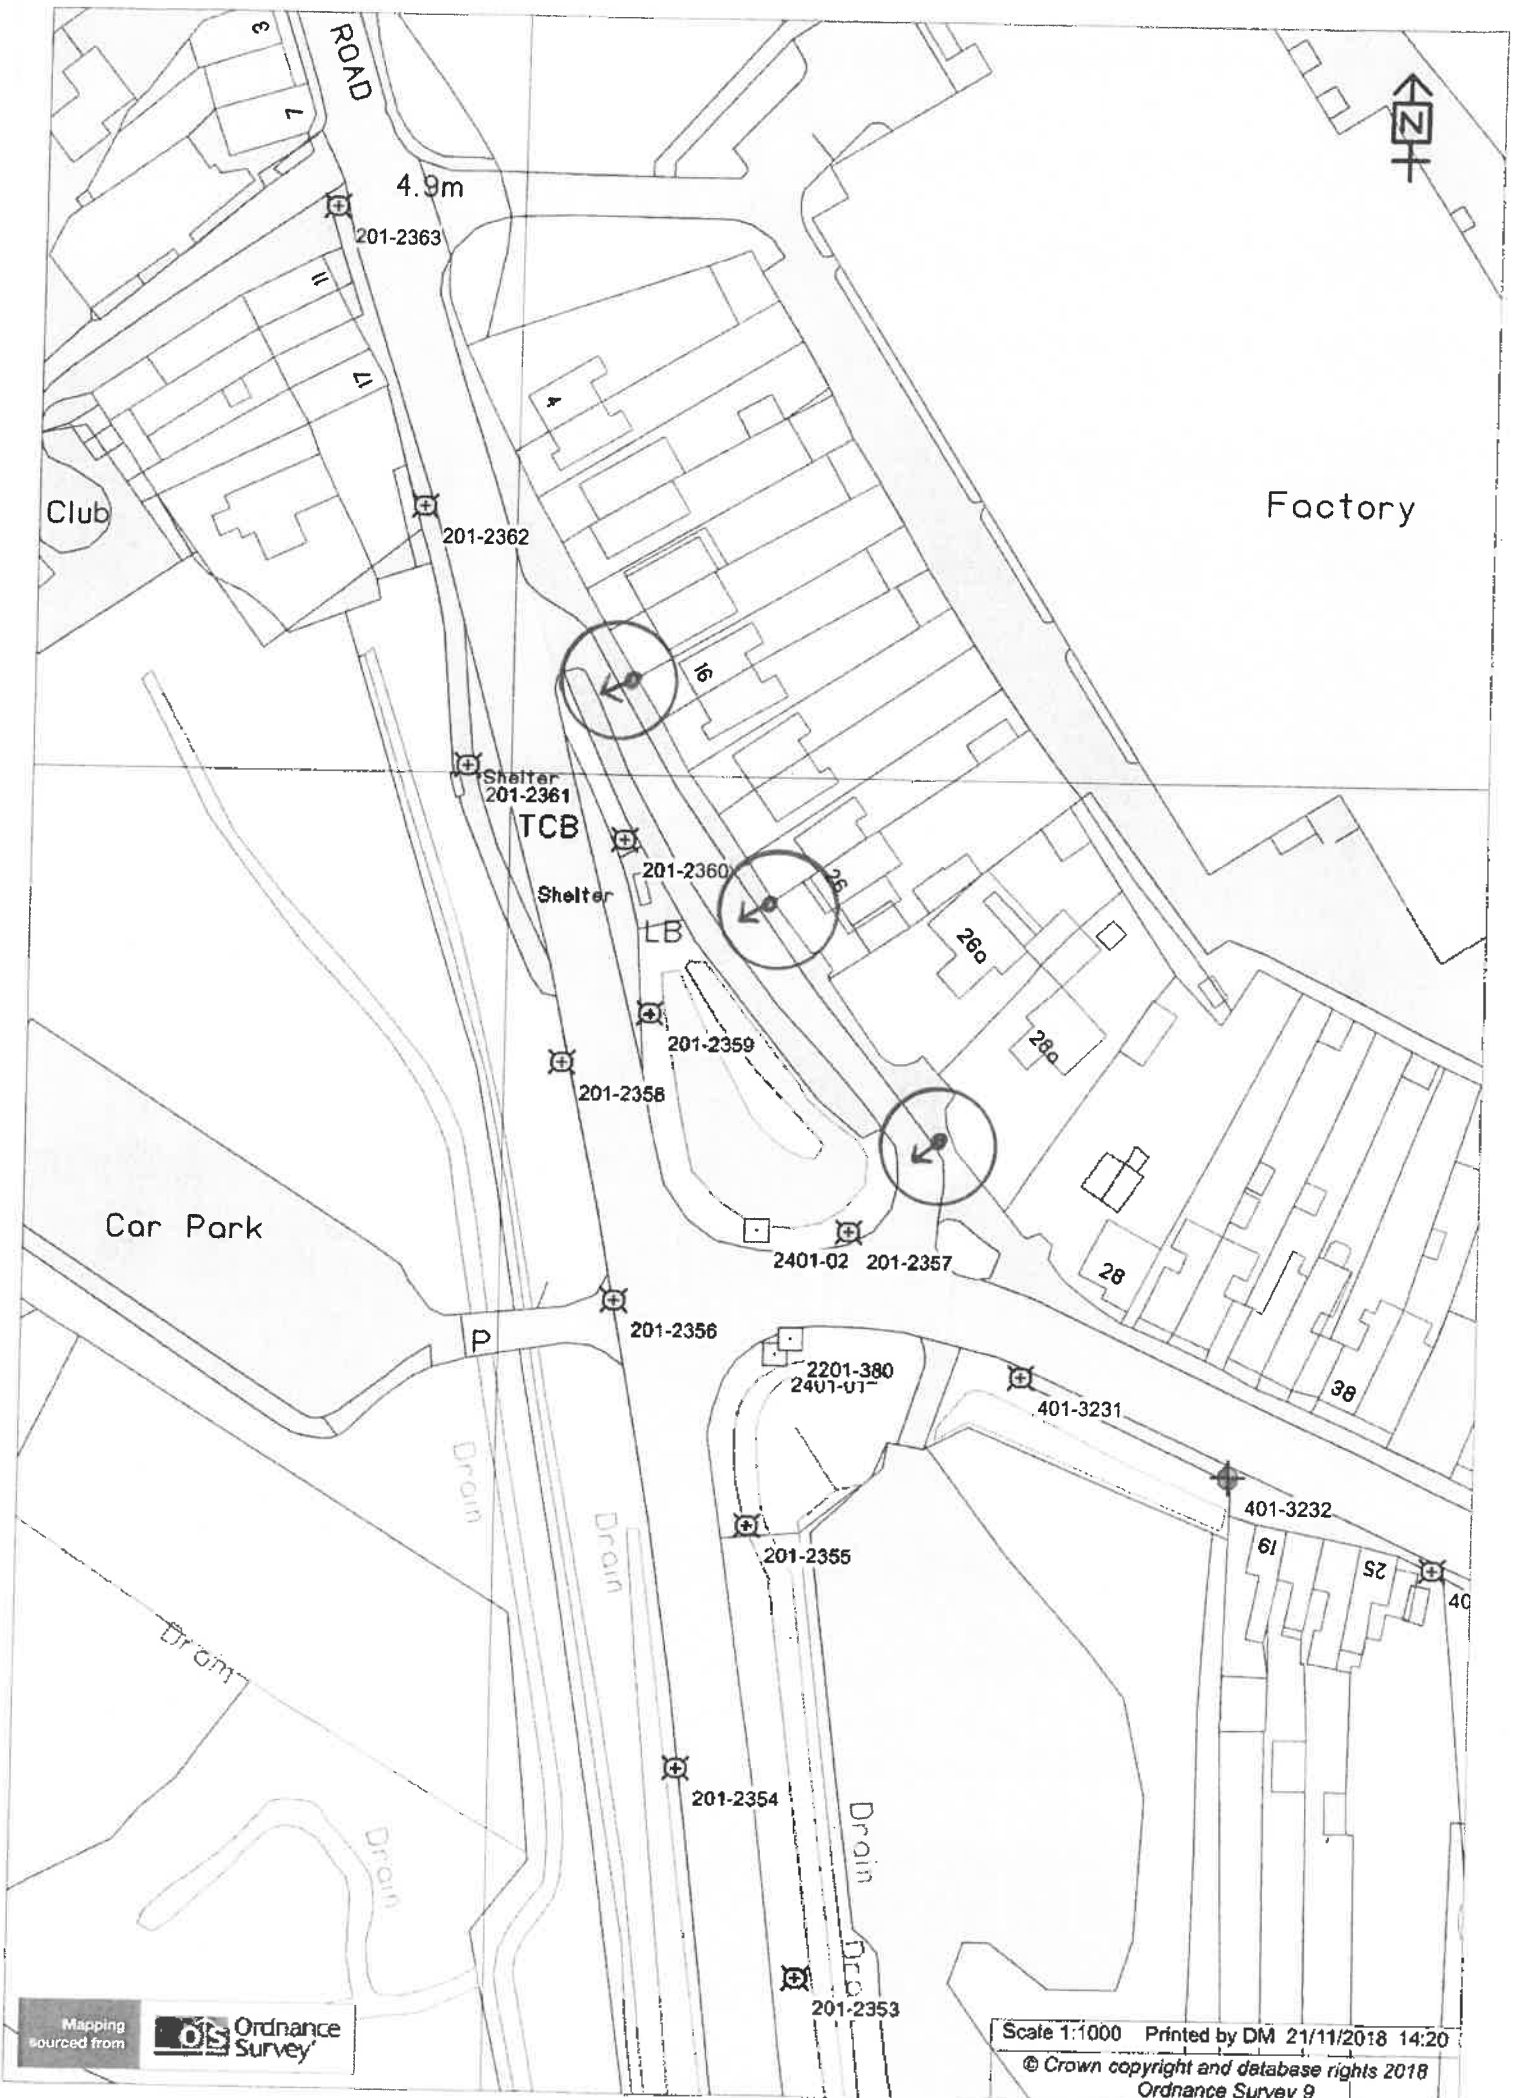 3
ROAD
7
N
4.9m
201-2363
11
17
4
Club
201-2362
Factory
16
Shelter
201-2361
TCB
201-2360
26
Shelter
LB
26a
201-2359
28a
201-2358
Car Park
2401-02
201-2357
28
201-2356
P
2201-380
38
401-3231
Drain
401-3232
Drain
201-2355
19
25
40
Drain
201-2354
Drain
Drain
201-2353
Mapping
sourced from
OS Ordnance
Survey
Scale 1:1000 Printed by DM 21/11/2018 14:20
© Crown copyright and database rights 2018
Ordnance Survey 9